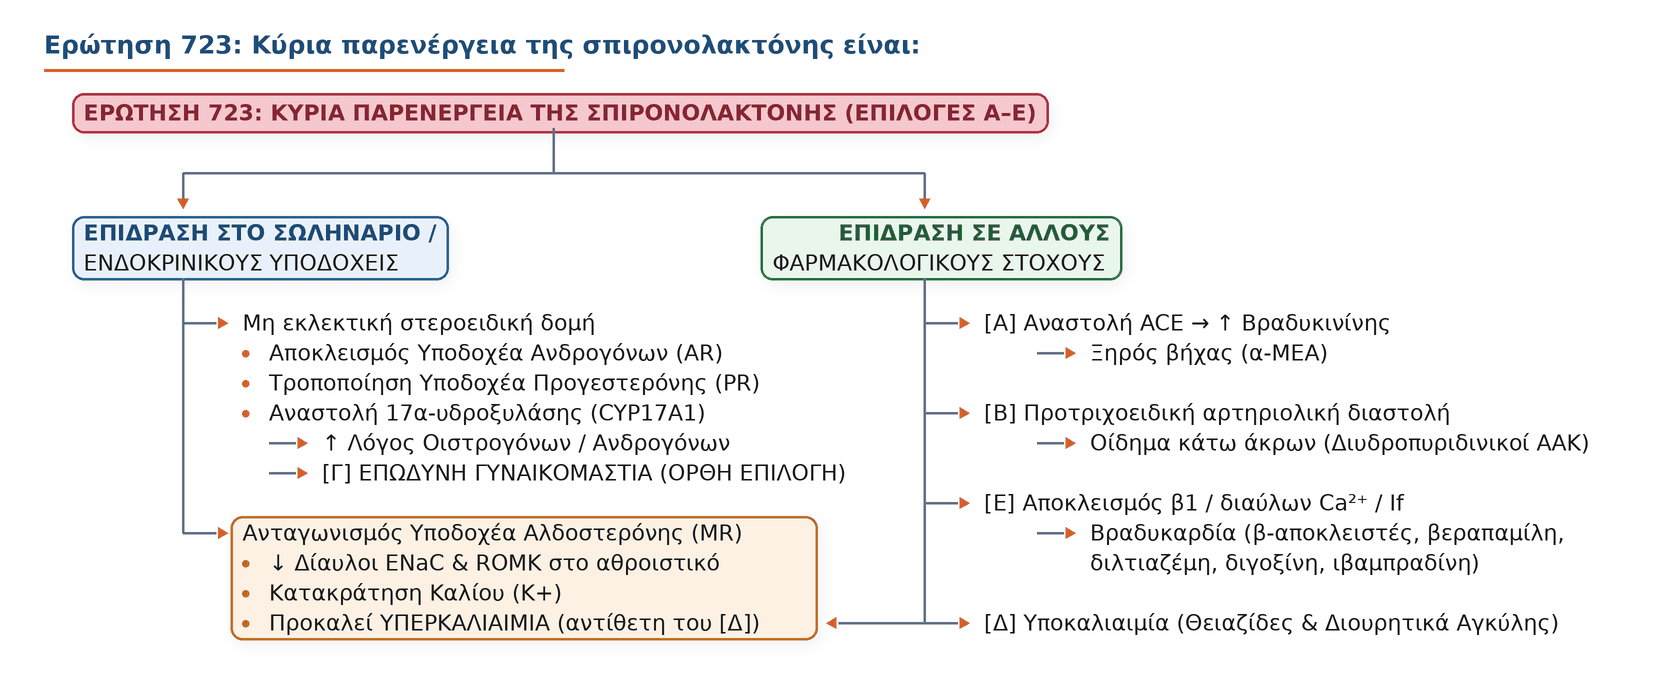 Ερώτηση 723: Κύρια παρενέργεια της σπιρονολακτόνης είναι:
ΕΡΩΤΗΣΗ 723: ΚΥΡΙΑ ΠΑΡΕΝΕΡΓΕΙΑ ΤΗΣ ΣΠΙΡΟΝΟΛΑΚΤΟΝΗΣ (ΕΠΙΛΟΓΕΣ Α–Ε)
ΕΠΙΔΡΑΣΗ ΣΤΟ ΣΩΛΗΝΑΡΙΟ /
ΕΝΔΟΚΡΙΝΙΚΟΥΣ ΥΠΟΔΟΧΕΙΣ
Μη εκλεκτική στεροειδική δομή
• Αποκλεισμός Υποδοχέα Ανδρογόνων (AR)
• Τροποποίηση Υποδοχέα Προγεστερόνης (PR)
• Αναστολή 17α-υδροξυλάσης (CYP17A1)
↑ Λόγος Οιστρογόνων / Ανδρογόνων
[Γ] ΕΠΩΔΥΝΗ ΓΥΝΑΙΚΟΜΑΣΤΙΑ (ΟΡΘΗ ΕΠΙΛΟΓΗ)
Ανταγωνισμός Υποδοχέα Αλδοστερόνης (MR)
• ↓ Δίαυλοι ENaC & ROMK στο αθροιστικό
• Κατακράτηση Καλίου (K+)
• Προκαλεί ΥΠΕΡΚΑΛΙΑΙΜΙΑ (αντίθετη του [Δ])
ΕΠΙΔΡΑΣΗ ΣΕ ΑΛΛΟΥΣ
ΦΑΡΜΑΚΟΛΟΓΙΚΟΥΣ ΣΤΟΧΟΥΣ
[Α] Αναστολή ACE → ↑ Βραδυκινίνης
Ξηρός βήχας (α-ΜΕΑ)
[Β] Προτριχοειδική αρτηριολική διαστολή
Οίδημα κάτω άκρων (Διυδροπυριδινικοί ΑΑΚ)
[Ε] Αποκλεισμός β1 / διαύλων Ca²⁺ / If
Βραδυκαρδία (β-αποκλειστές, βεραπαμίλη,
διλτιαζέμη, διγοξίνη, ιβαμπραδίνη)
[Δ] Υποκαλιαιμία (Θειαζίδες & Διουρητικά Αγκύλης)